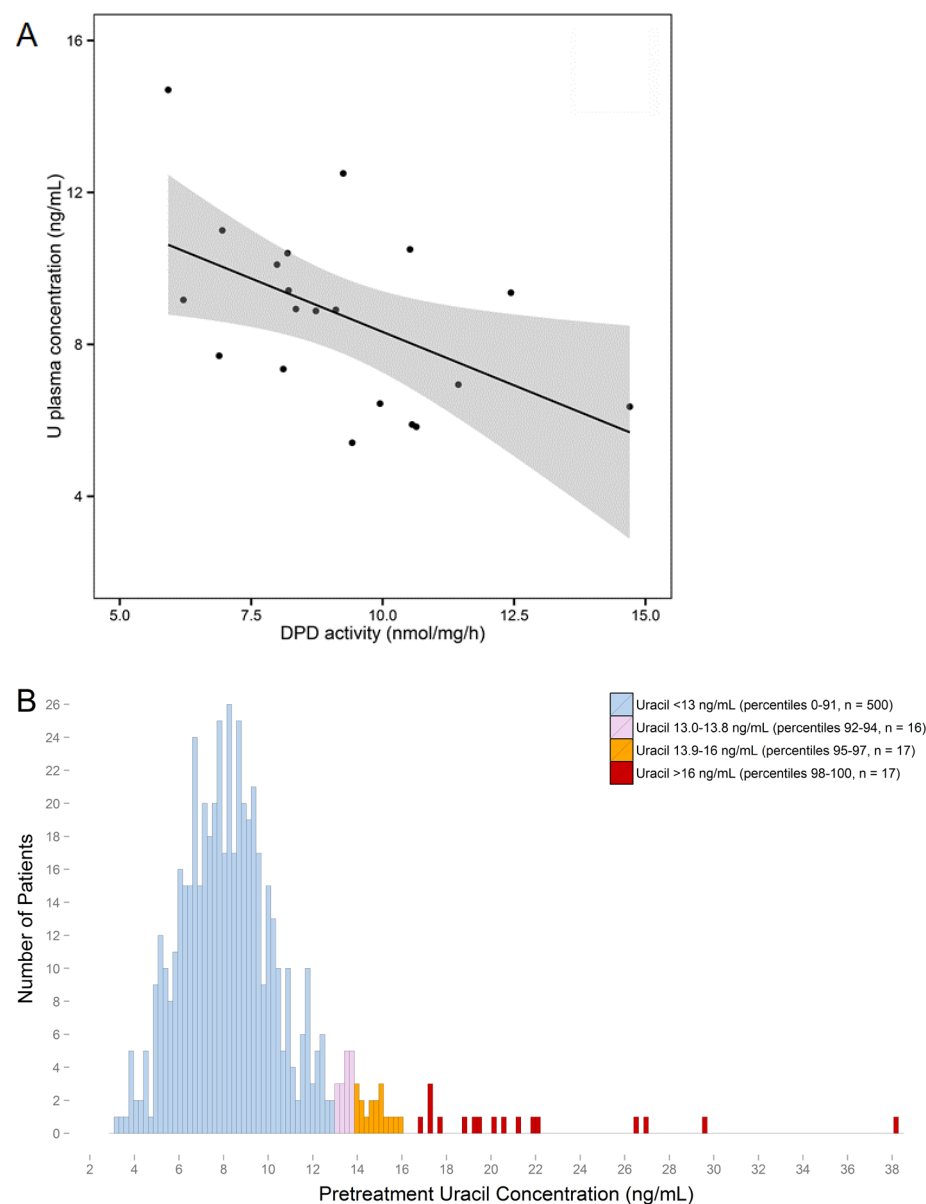 A
16
12
8
4
U plasma concentration (ng/mL)
5.0 7.5 10.0 12.5 15.0
DPD activity (nmol/mg/h)
B
Uracil <13 ng/mL (percentiles 0-91, n = 500)
Uracil 13.0-13.8 ng/mL (percentiles 92-94, n = 16)
Uracil 13.9-16 ng/mL (percentiles 95-97, n = 17)
Uracil >16 ng/mL (percentiles 98-100, n = 17)
26
24
22
20
18
16
14
12
10
8
6
4
2
0
Number of Patients
2 4 6 8 10 12 14 16 18 20 22 24 26 28 30 32 34 36 38
Pretreatment Uracil Concentration (ng/mL)